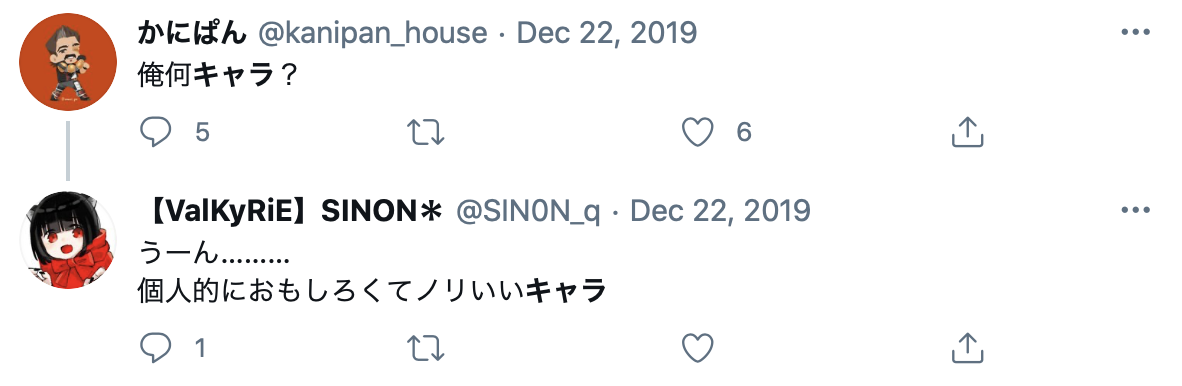 かにぱん @kanipan_house · Dec 22, 2019
俺何キャラ？
5 6
【ValKyRiE】SINON＊ @SIN0N_q · Dec 22, 2019
うーん………
個人的におもしろくてノリいいキャラ
1